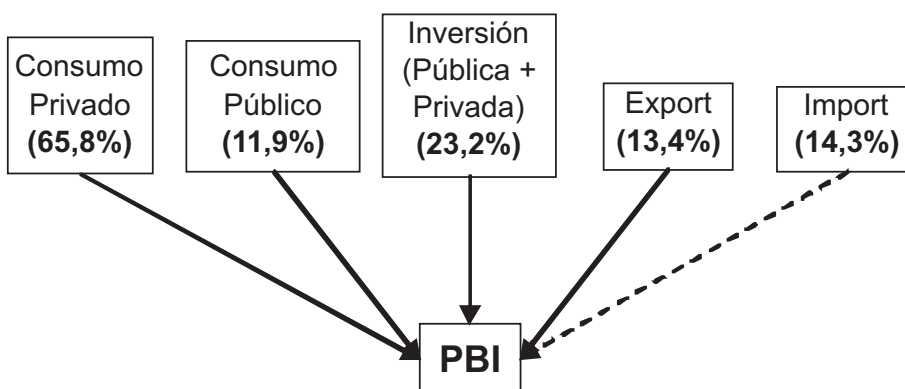 Consumo
Privado
(65,8%)
Consumo
Público
(11,9%)
Inversión
(Pública +
Privada)
(23,2%)
Export
(13,4%)
Import
(14,3%)
PBI